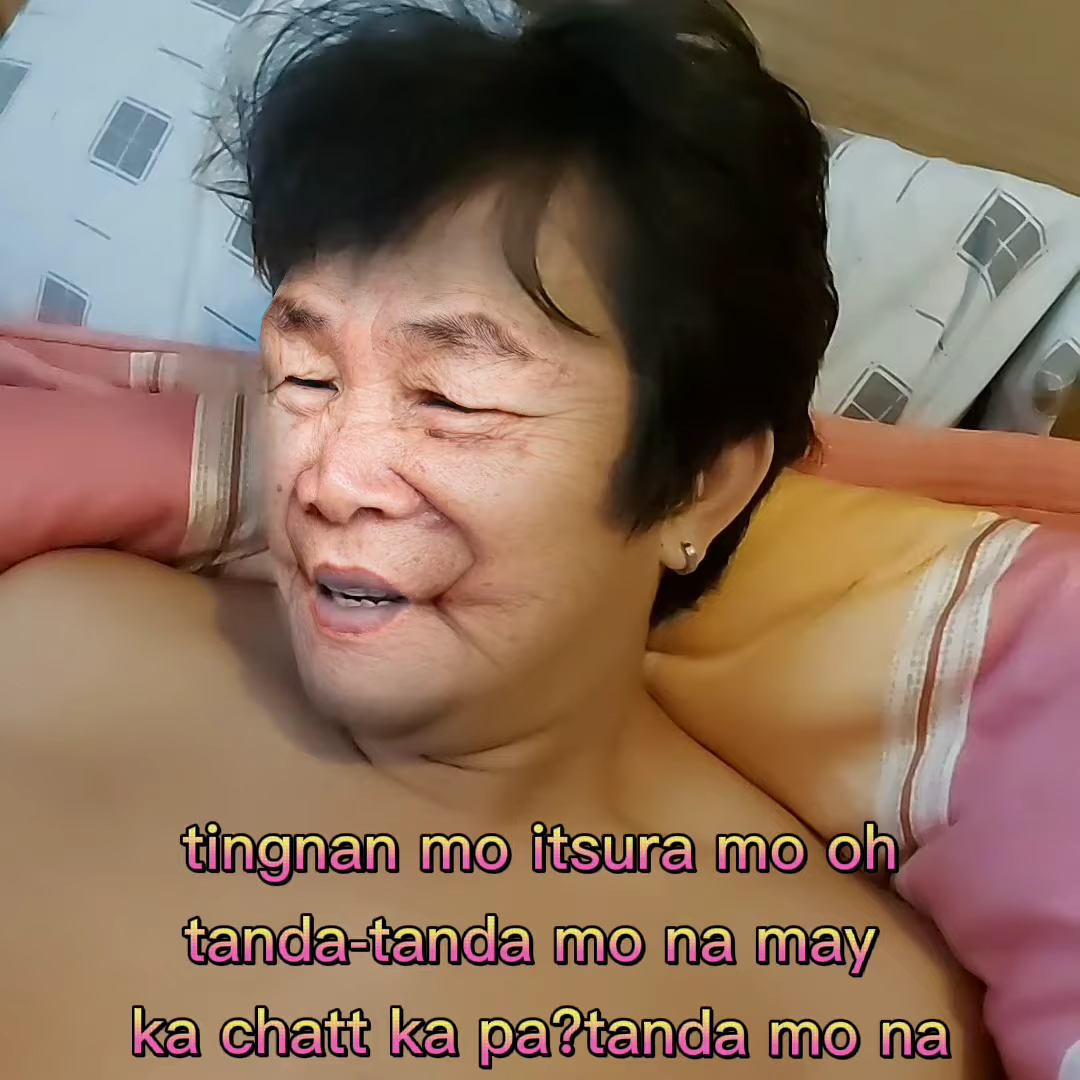 tingnan mo itsura mo oh
tanda-tanda mo na may
ka chatt ka pa?tanda mo na